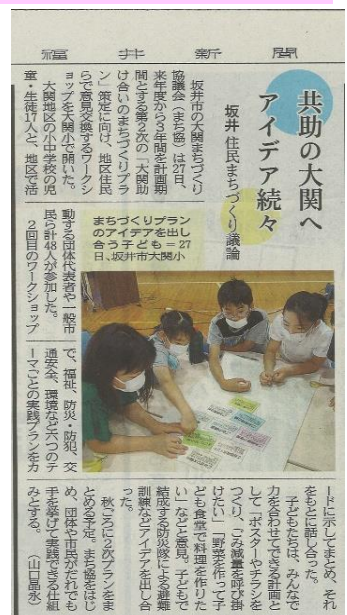 福井新聞
共助の大関へ
アイデア続々
坂井 住民まちづくり議論
坂井市の大関まちづくり
協議会（まち協）は27日、
来年度から3年間を計画期
間とする第2次の「大関助
け合いのまちづくりプラ
ン」策定に向け、地区住民
らで意見交換するワークシ
ョップを大関小で開いた。
大関地区の小中学校の児
童・生徒17人と、地区で活
動する団体代表者や一般市
民ら計48人が参加した。
2回目のワークショップ
まちづくりプラン
のアイデアを出し
合う子ども＝27
日、坂井市大関小
で、福祉、防災・防犯、交
通安全、環境など六つのテ
ーマごとの実践プランをカ
ードに示してまとめ、それ
をもとに話し合った。
子どもたちは、みんなで
力を合わせてできる計画と
して「ポスターやチラシを
つくり、ごみ減量を呼び掛
けたい」「野菜を作って子
ども食堂で料理を作りた
い」などと意見。子どもで
結成する防災隊による避難
訓練などアイデアを出し合
った。
秋ごろに2次プランをま
とめる予定。まち協をはじ
め、団体や市民がだれでも
手を挙げて実践できる仕組
みとする。（山口晶永）